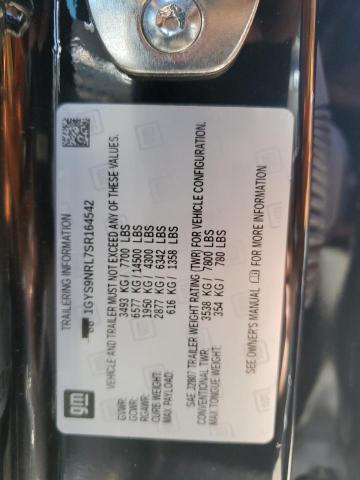 gm
TRAILERING INFORMATION
1GYS9NRL7SR164542
VEHICLE AND TRAILER MUST NOT EXCEED ANY OF THESE VALUES.
GVWR: 3493 KG / 7700 LBS
GCWR: 6577 KG / 14500 LBS
RGAWR: 1950 KG / 4300 LBS
CURB WEIGHT: 2877 KG / 6342 LBS
MAX. PAYLOAD: 616 KG / 1358 LBS
SAE J2807 TRAILER WEIGHT RATING (TWR) FOR VEHICLE CONFIGURATION.
CONVENTIONAL TWR: 3538 KG / 7800 LBS
MAX TONGUE WEIGHT: 354 KG / 780 LBS
SEE OWNER'S MANUAL FOR MORE INFORMATION